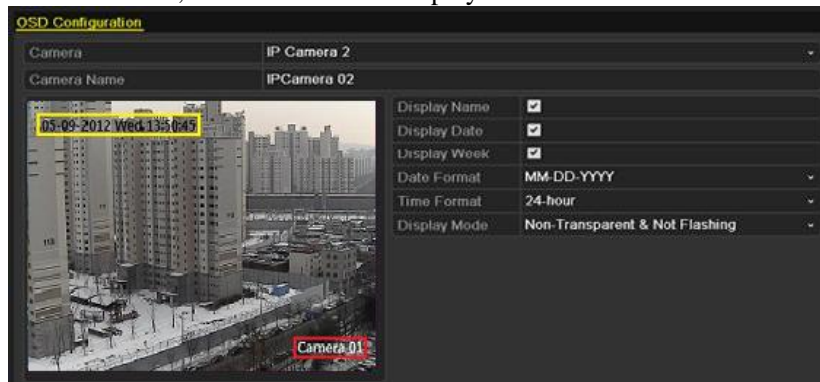 OSD Configuration
Camera IP Camera 2
Camera Name IPCamera 02
05-09-2012 Wed 13:50:45
Camera 01
Display Name
Display Date
Display Week
Date Format MM-DD-YYYY
Time Format 24-hour
Display Mode Non-Transparent & Not Flashing